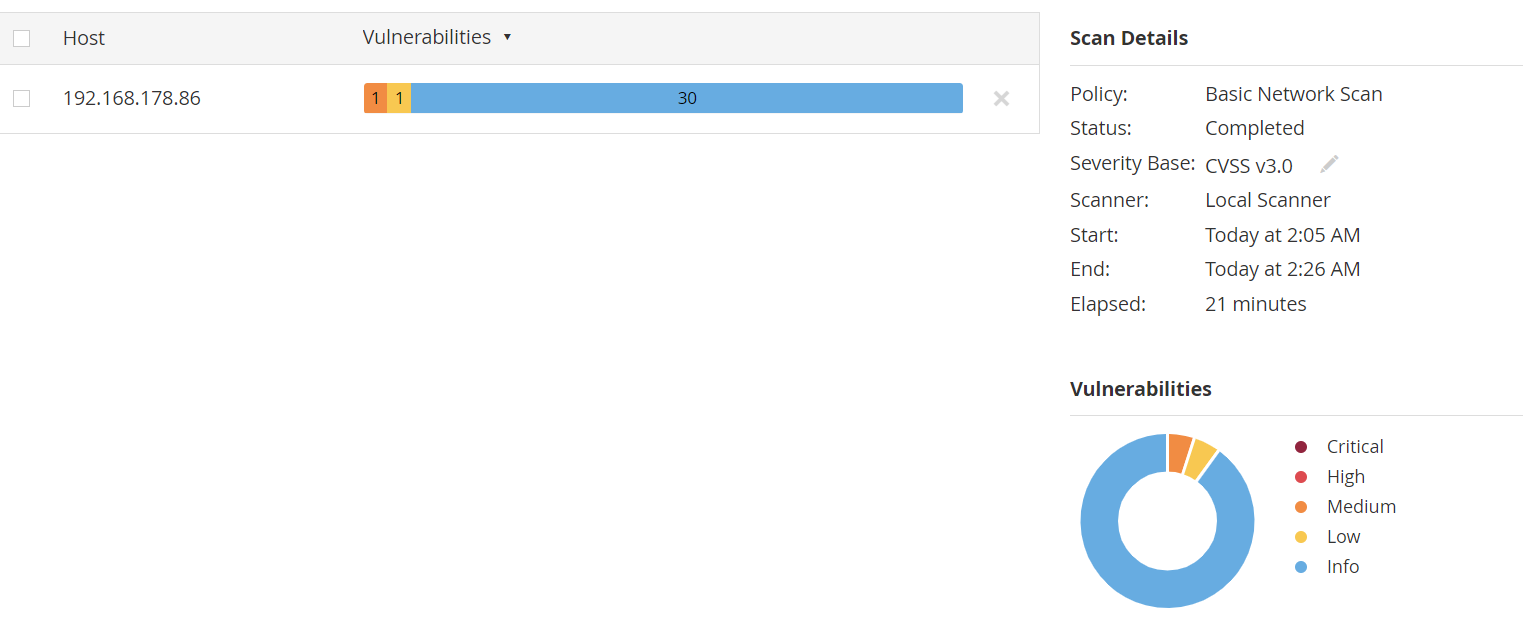 Host Vulnerabilities
192.168.178.86 1 1 30
Scan Details
Policy: Basic Network Scan
Status: Completed
Severity Base: CVSS v3.0
Scanner: Local Scanner
Start: Today at 2:05 AM
End: Today at 2:26 AM
Elapsed: 21 minutes
Vulnerabilities
Critical
High
Medium
Low
Info